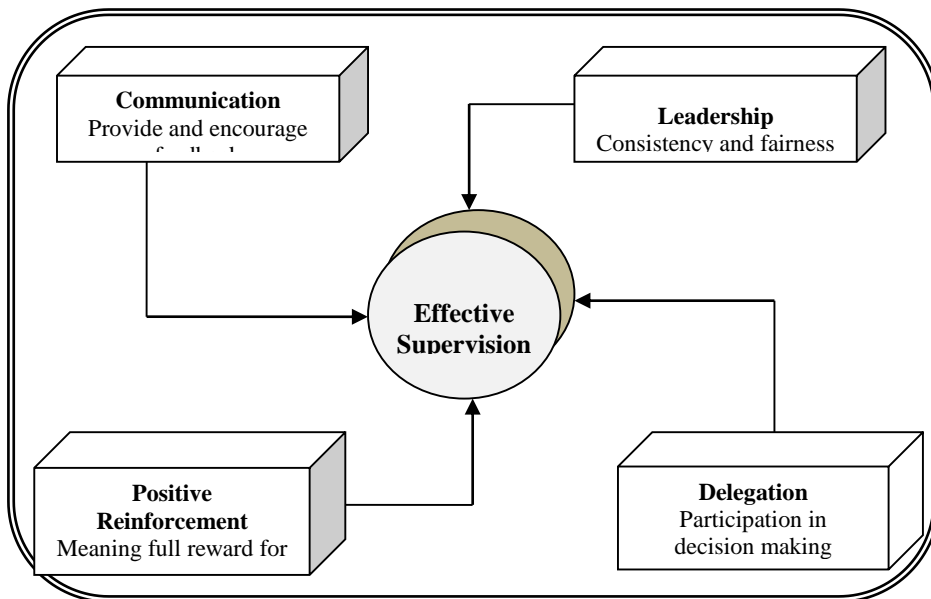 Communication
Provide and encourage
Leadership
Consistency and fairness
Effective
Supervision
Positive
Reinforcement
Meaning full reward for
Delegation
Participation in
decision making